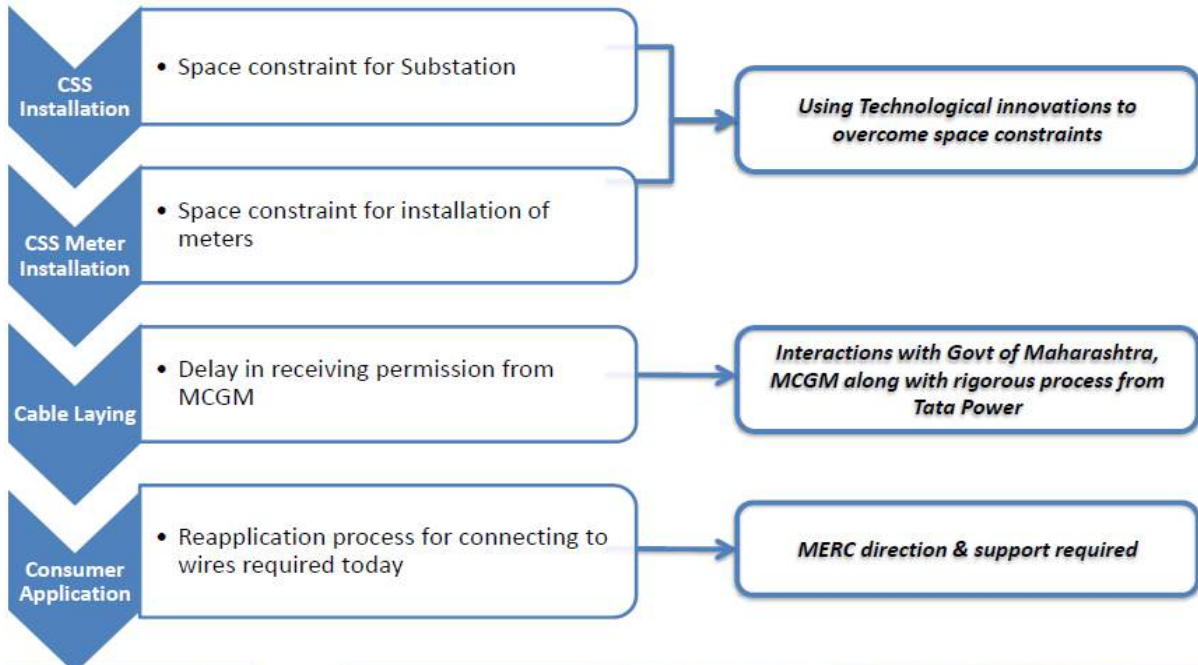 CSS
Installation
• Space constraint for Substation
Using Technological innovations to
overcome space constraints
CSS Meter
Installation
• Space constraint for installation of
meters
Cable Laying
• Delay in receiving permission from
MCGM
Interactions with Govt of Maharashtra,
MCGM along with rigorous process from
Tata Power
Consumer
Application
• Reapplication process for connecting to
wires required today
MERC direction & support required